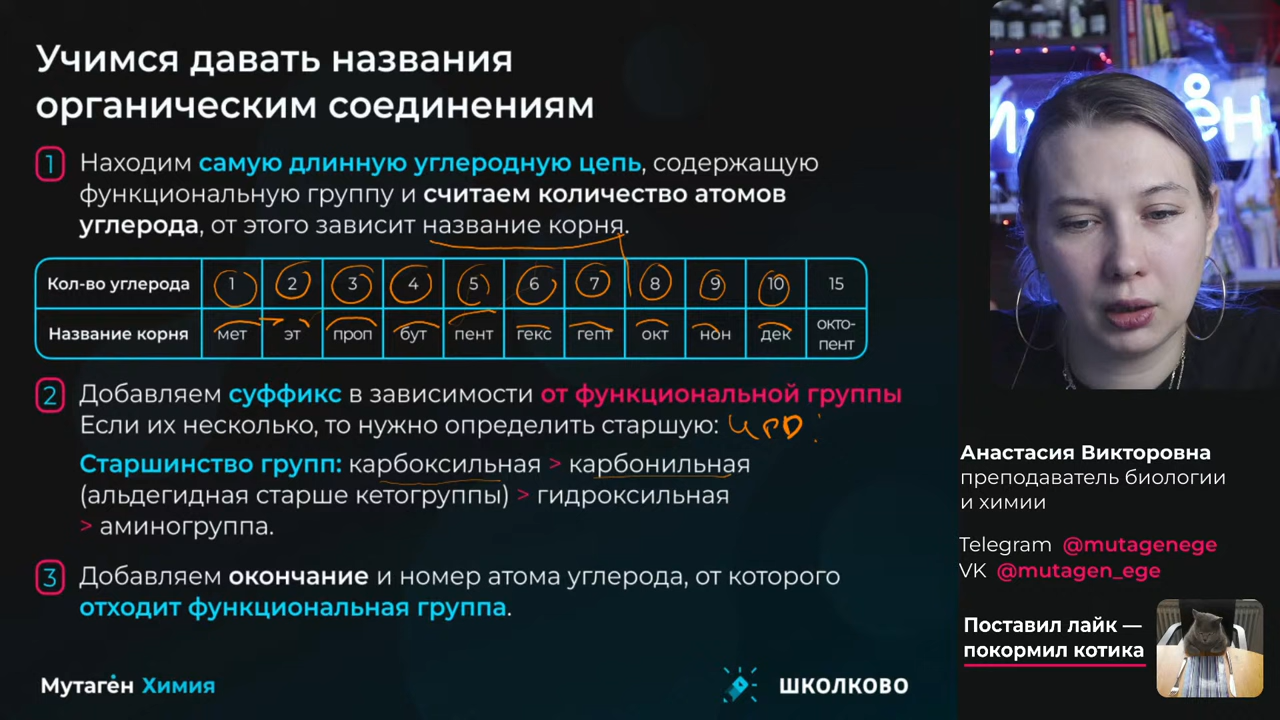 Учимся давать названия
органическим соединениям
1 Находим самую длинную углеродную цепь, содержащую
функциональную группу и считаем количество атомов
углерода, от этого зависит название корня.
Кол-во углерода 1 2 3 4 5 6 7 8 9 10 15
Название корня мет эт проп бут пент гекс гепт окт нон дек окто-
пент
2 Добавляем суффикс в зависимости от функциональной группы
Если их несколько, то нужно определить старшую:
Старшинство групп: карбоксильная > карбонильная
(альдегидная старше кетогруппы) > гидроксильная
> аминогруппа.
3 Добавляем окончание и номер атома углерода, от которого
отходит функциональная группа.
Мутаген Химия
ШКОЛКОВО
Анастасия Викторовна
преподаватель биологии
и химии
Telegram @mutagenege
VK @mutagen_ege
Поставил лайк —
покормил котика